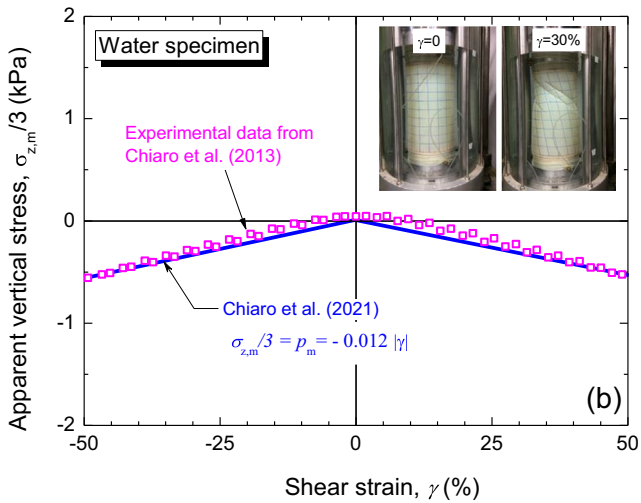 Water specimen
γ=0
γ=30%
Experimental data from
Chiaro et al. (2013)
Chiaro et al. (2021)
σz,m/3 = pm= - 0.012 |γ|
(b)
Apparent vertical stress, σz,m/3 (kPa)
2
1
0
-1
-2
-50
-25
0
25
50
Shear strain, γ (%)